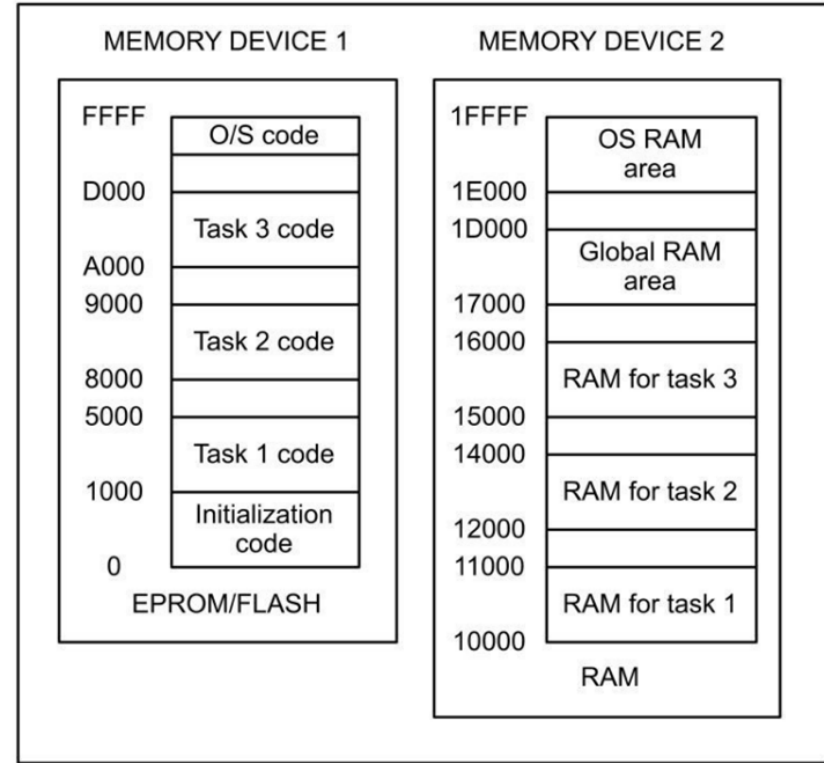 MEMORY DEVICE 1
FFFF
O/S code
D000
Task 3 code
A000
9000
Task 2 code
8000
5000
Task 1 code
1000
Initialization
code
0
EPROM/FLASH
MEMORY DEVICE 2
1FFFF
OS RAM
area
1E000
1D000
Global RAM
area
17000
16000
RAM for task 3
15000
14000
RAM for task 2
12000
11000
RAM for task 1
10000
RAM